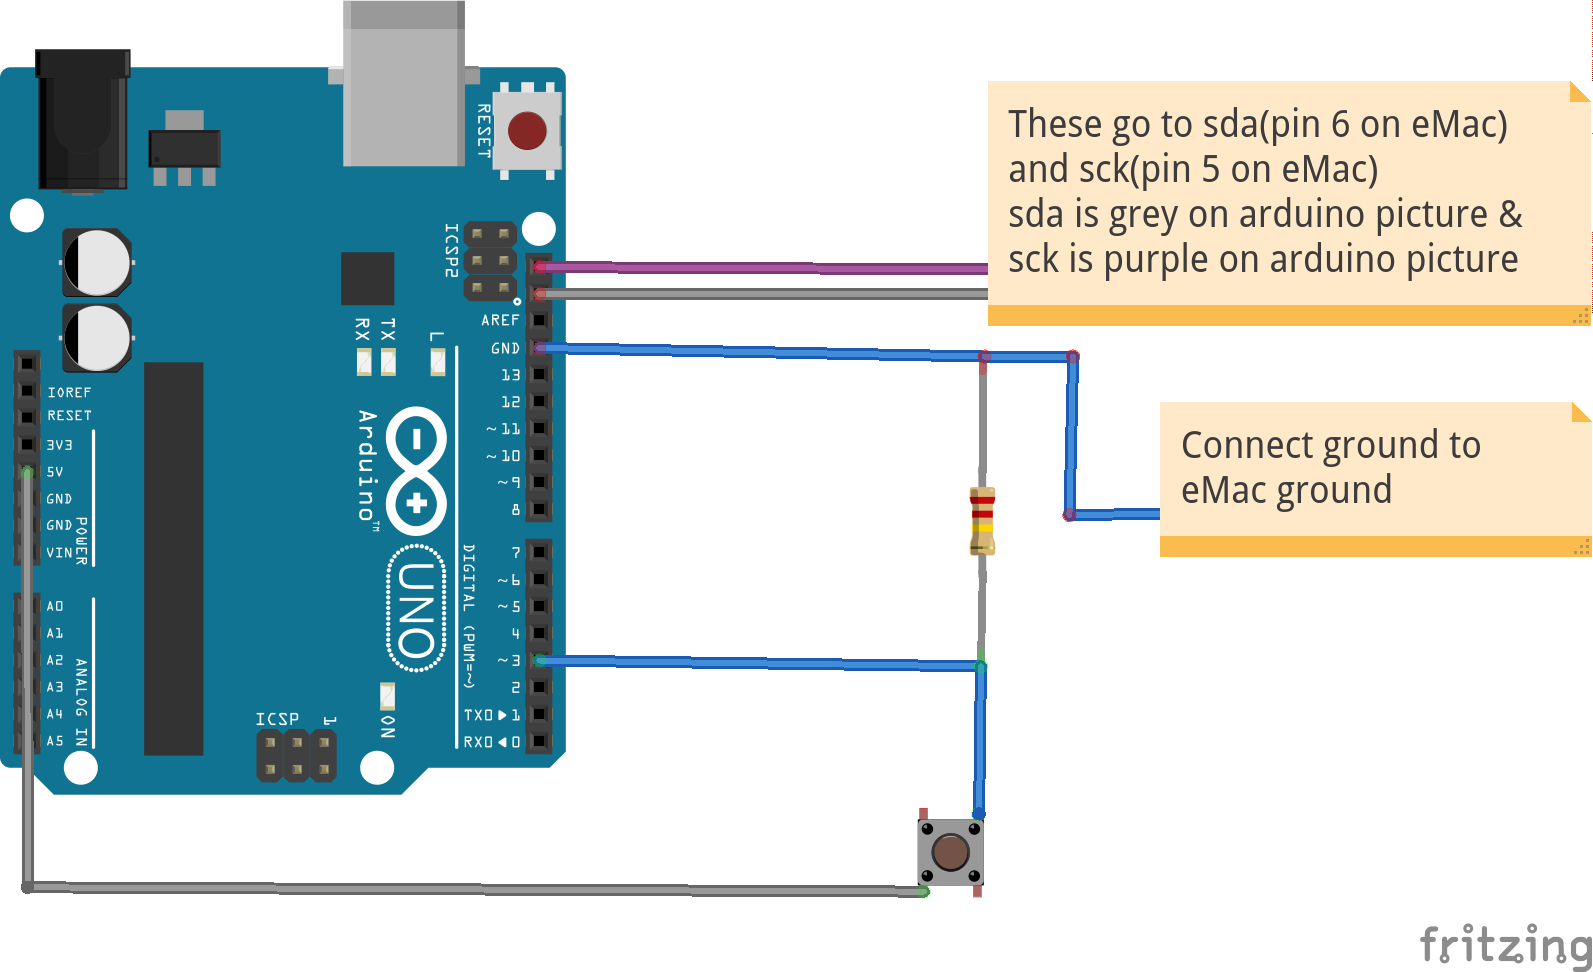 These go to sda(pin 6 on eMac)
and sck(pin 5 on eMac)
sda is grey on arduino picture &
sck is purple on arduino picture
Connect ground to
eMac ground
RESET
ICSP2
AREF
GND
13
12
~11
~10
~9
8
7
~6
~5
4
~3
2
TX0▶1
RX0◀0
DIGITAL (PWM=~)
RX
TX
L
Arduino™
UNO
ON
ICSP
1
IOREF
RESET
3V3
5V
GND
GND
VIN
POWER
A0
A1
A2
A3
A4
A5
ANALOG IN
fritzing